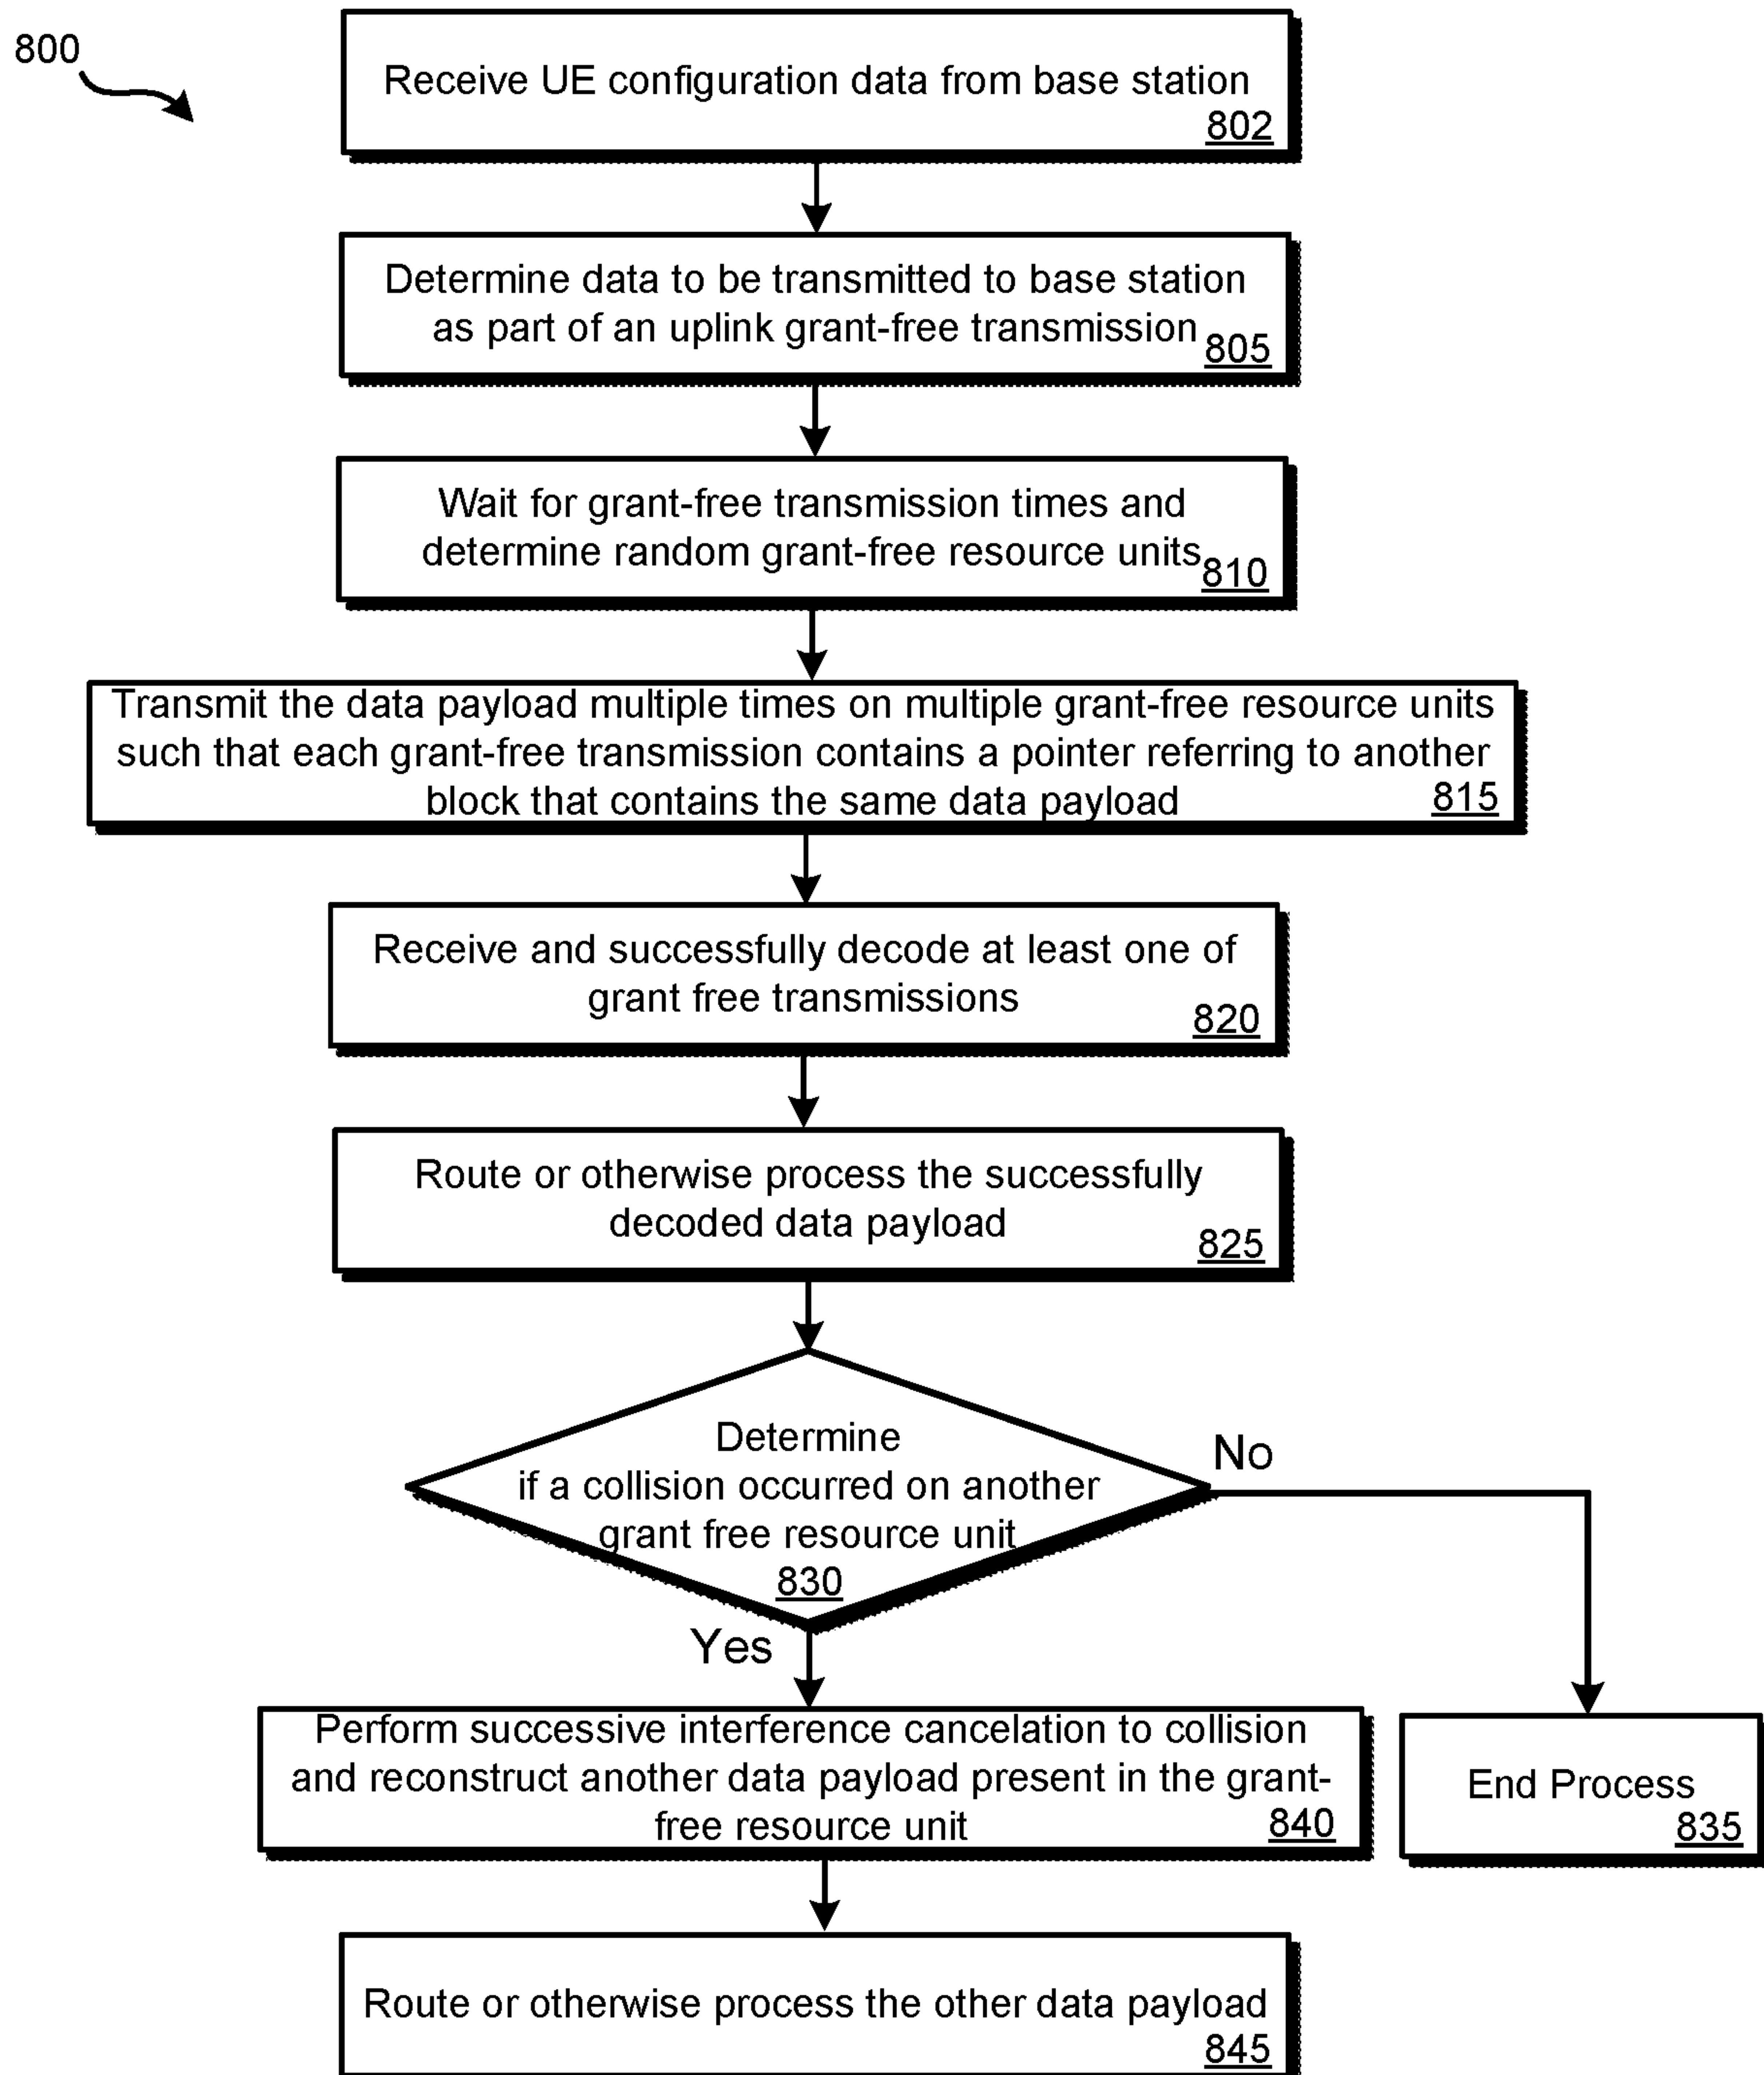 800
Receive UE configuration data from base station
802
Determine data to be transmitted to base station
as part of an uplink grant-free transmission
805
Wait for grant-free transmission times and
determine random grant-free resource units
810
Transmit the data payload multiple times on multiple grant-free resource units
such that each grant-free transmission contains a pointer referring to another
block that contains the same data payload
815
Receive and successfully decode at least one of
grant free transmissions
820
Route or otherwise process the successfully
decoded data payload
825
Determine
if a collision occurred on another
grant free resource unit
830
No
Yes
Perform successive interference cancelation to collision
and reconstruct another data payload present in the grant-
free resource unit
840
End Process
835
Route or otherwise process the other data payload
845